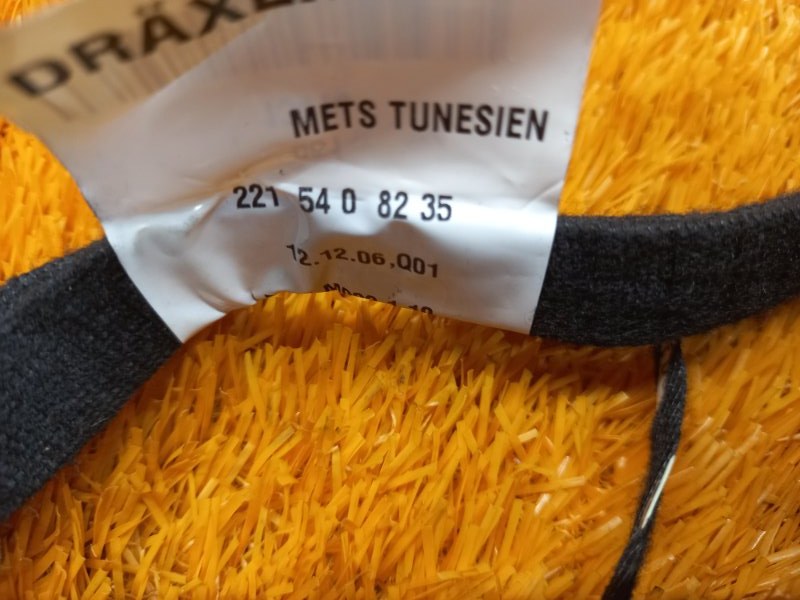 METS TUNESIEN
221 54 0 82 35
12.12.06,Q01